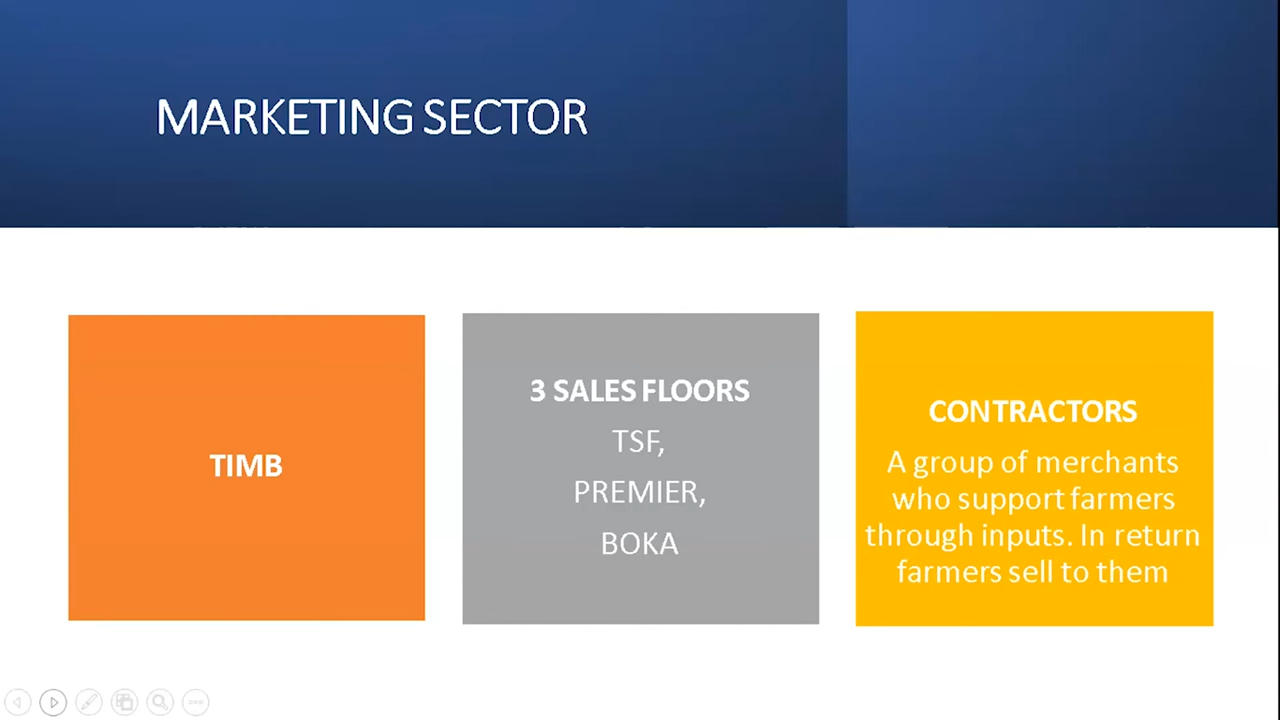 MARKETING SECTOR
TIMB
3 SALES FLOORS
TSF,
PREMIER,
BOKA
CONTRACTORS
A group of merchants
who support farmers
through inputs. In return
farmers sell to them